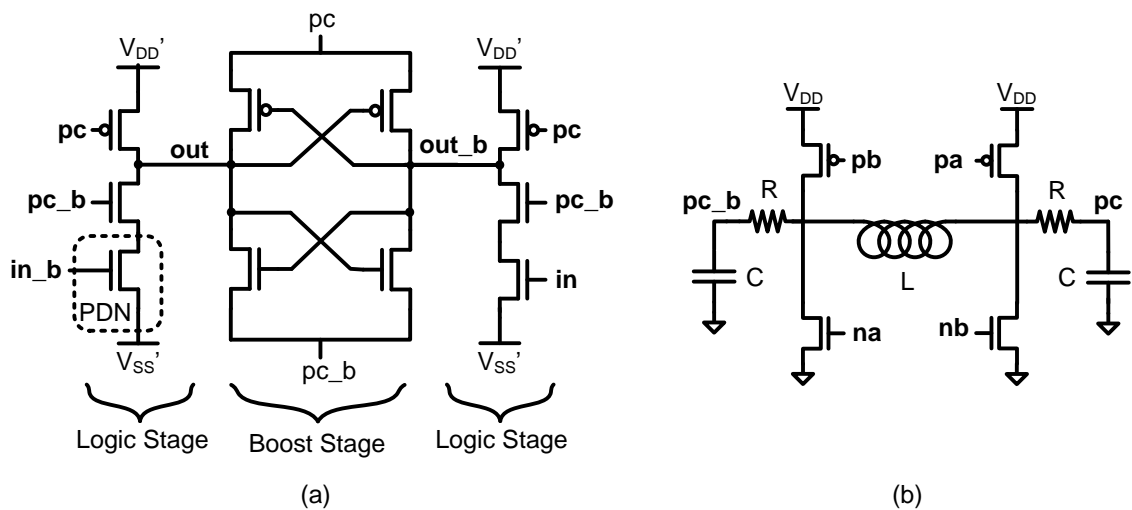 pc
V_DD'
V_DD'
pc
pc
out
out_b
pc_b
pc_b
in_b
in
PDN
V_SS'
V_SS'
pc_b
Logic Stage
Boost Stage
Logic Stage
(a)
V_DD
V_DD
pb
pa
pc_b
R
R
pc
C
L
C
na
nb
(b)